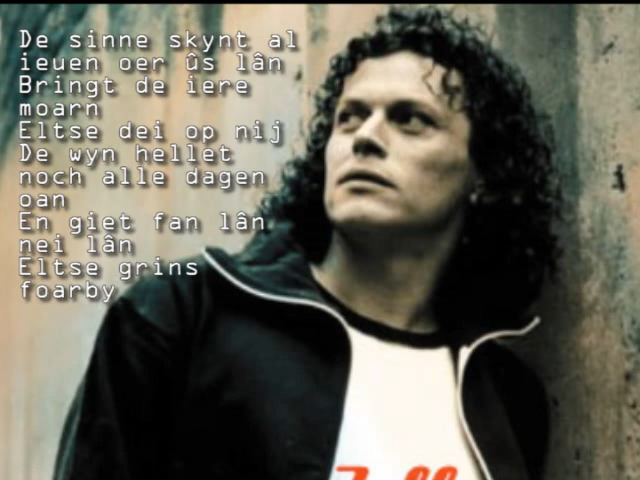 De sinne skynt al
ieuen oer ûs lân
Bringt de iere
moarn
Eltse dei op nij
De wyn hellet
noch alle dagen
oan
En giet fan lân
nei lân
Eltse grins
foarby